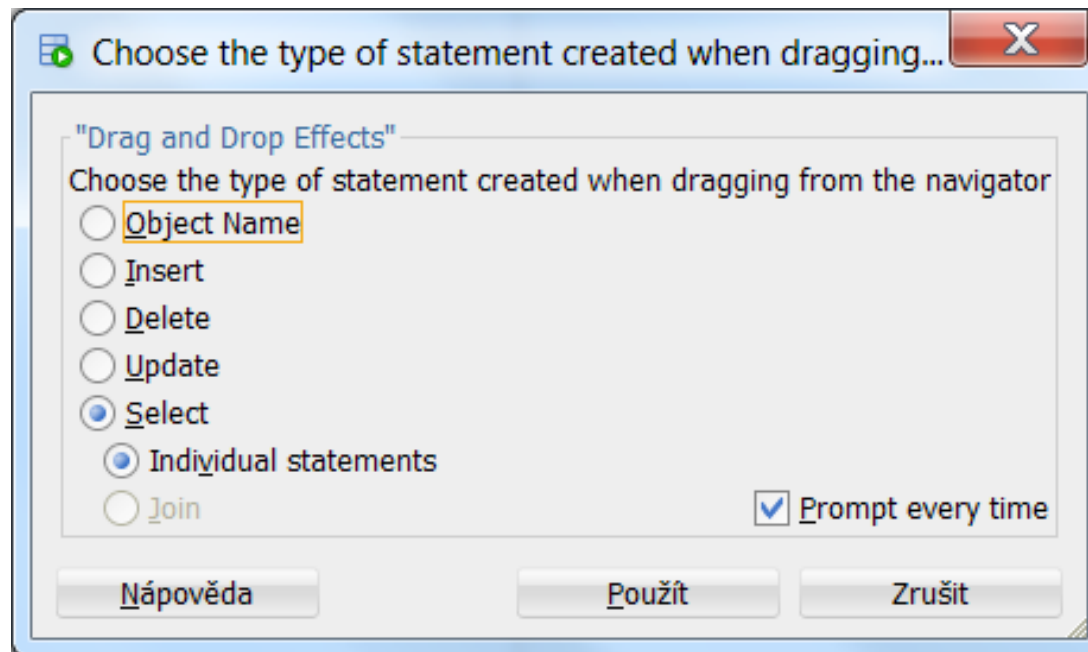 Choose the type of statement created when dragging...
"Drag and Drop Effects"
Choose the type of statement created when dragging from the navigator
Object Name
Insert
Delete
Update
Select
Individual statements
Join
Prompt every time
Nápověda
Použít
Zrušit